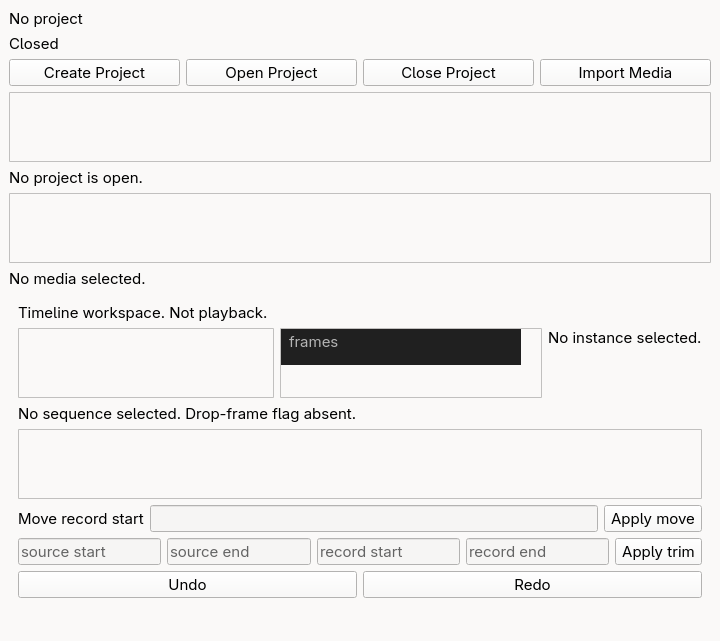 No project
Closed
Create Project Open Project Close Project Import Media
No project is open.
No media selected.
Timeline workspace. Not playback.
frames No instance selected.
No sequence selected. Drop-frame flag absent.
Move record start Apply move
source start source end record start record end Apply trim
Undo Redo